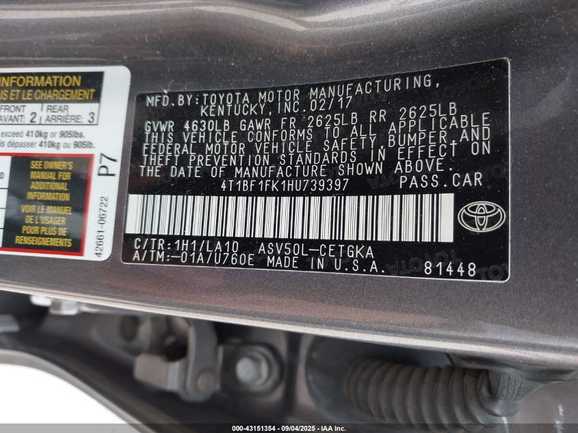 INFORMATION
S ET LE CHARGEMENT
FRONT
AVANT: 2
REAR
ARRIÈRE: 3
exceed 410kg or 905lbs.
s dépasser 410kg ou 905lb.
SEE OWNER'S
MANUAL FOR
ADDITIONAL
INFORMATION
VOIR LE MANUEL
DE L'USAGER
POUR PLUS DE
RENSEIGNEMENTS
P7
42661-06722
MFD.BY: TOYOTA MOTOR MANUFACTURING,
KENTUCKY, INC. 02/17
GVWR 4630LB GAWR FR 2625LB RR 2625LB
THIS VEHICLE CONFORMS TO ALL APPLICABLE
FEDERAL MOTOR VEHICLE SAFETY, BUMPER, AND
THEFT PREVENTION STANDARDS IN EFFECT ON
THE DATE OF MANUFACTURE SHOWN ABOVE.
4T1BF1FK1HU739397 PASS.CAR
C/TR: 1H1/LA10 ASV50L-CETGKA
A/TM: -01A/U760E MADE IN U.S.A. 81448
000-43151354 - 09/04/2025 - IAA Inc.